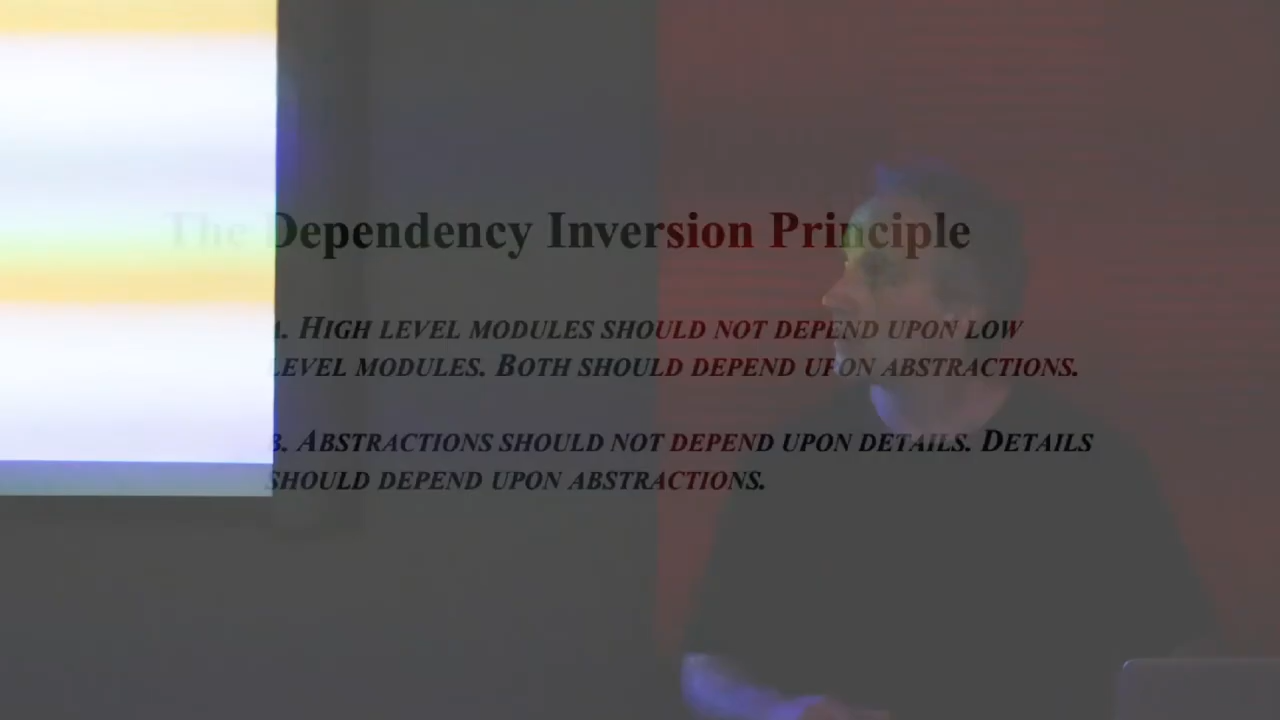 The Dependency Inversion Principle
A. High level modules should not depend upon low
level modules. Both should depend upon abstractions.
B. Abstractions should not depend upon details. Details
should depend upon abstractions.